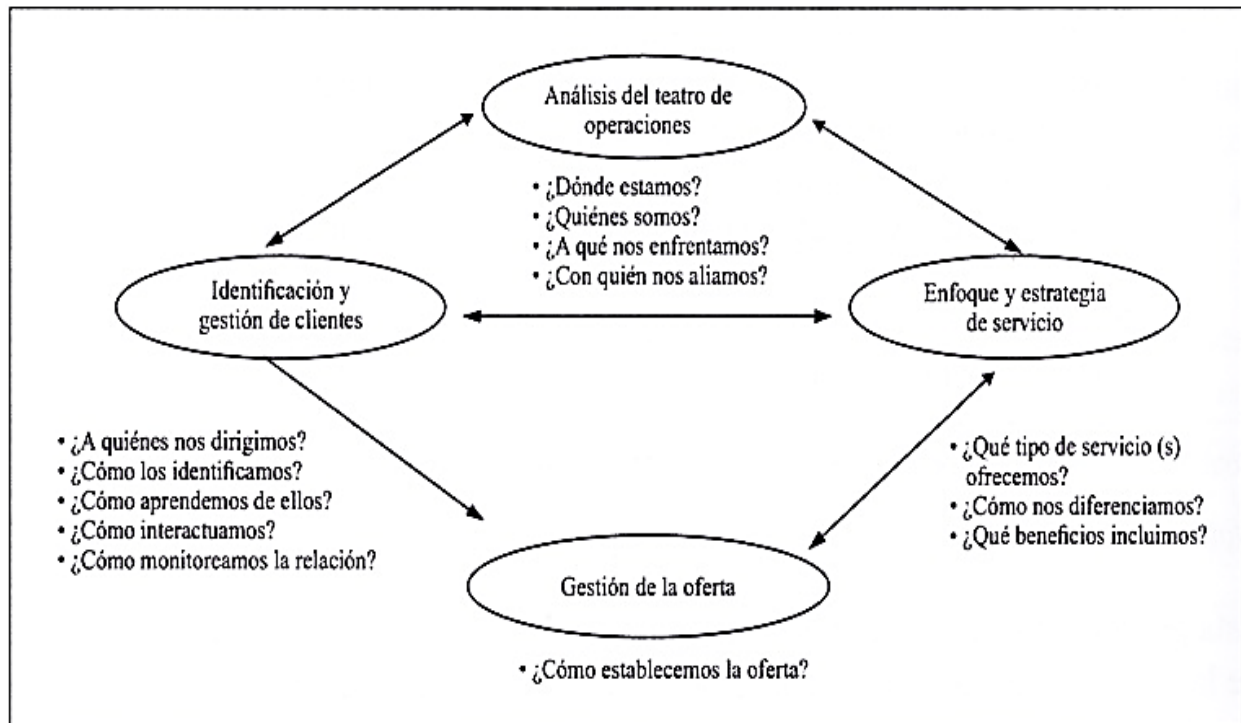 Análisis del teatro de
operaciones
• ¿Dónde estamos?
• ¿Quiénes somos?
• ¿A qué nos enfrentamos?
• ¿Con quién nos aliamos?
Identificación y
gestión de clientes
Enfoque y estrategia
de servicio
• ¿A quiénes nos dirigimos?
• ¿Cómo los identificamos?
• ¿Cómo aprendemos de ellos?
• ¿Cómo interactuamos?
• ¿Cómo monitoreamos la relación?
• ¿Qué tipo de servicio (s)
ofrecemos?
• ¿Cómo nos diferenciamos?
• ¿Qué beneficios incluimos?
Gestión de la oferta
• ¿Cómo establecemos la oferta?